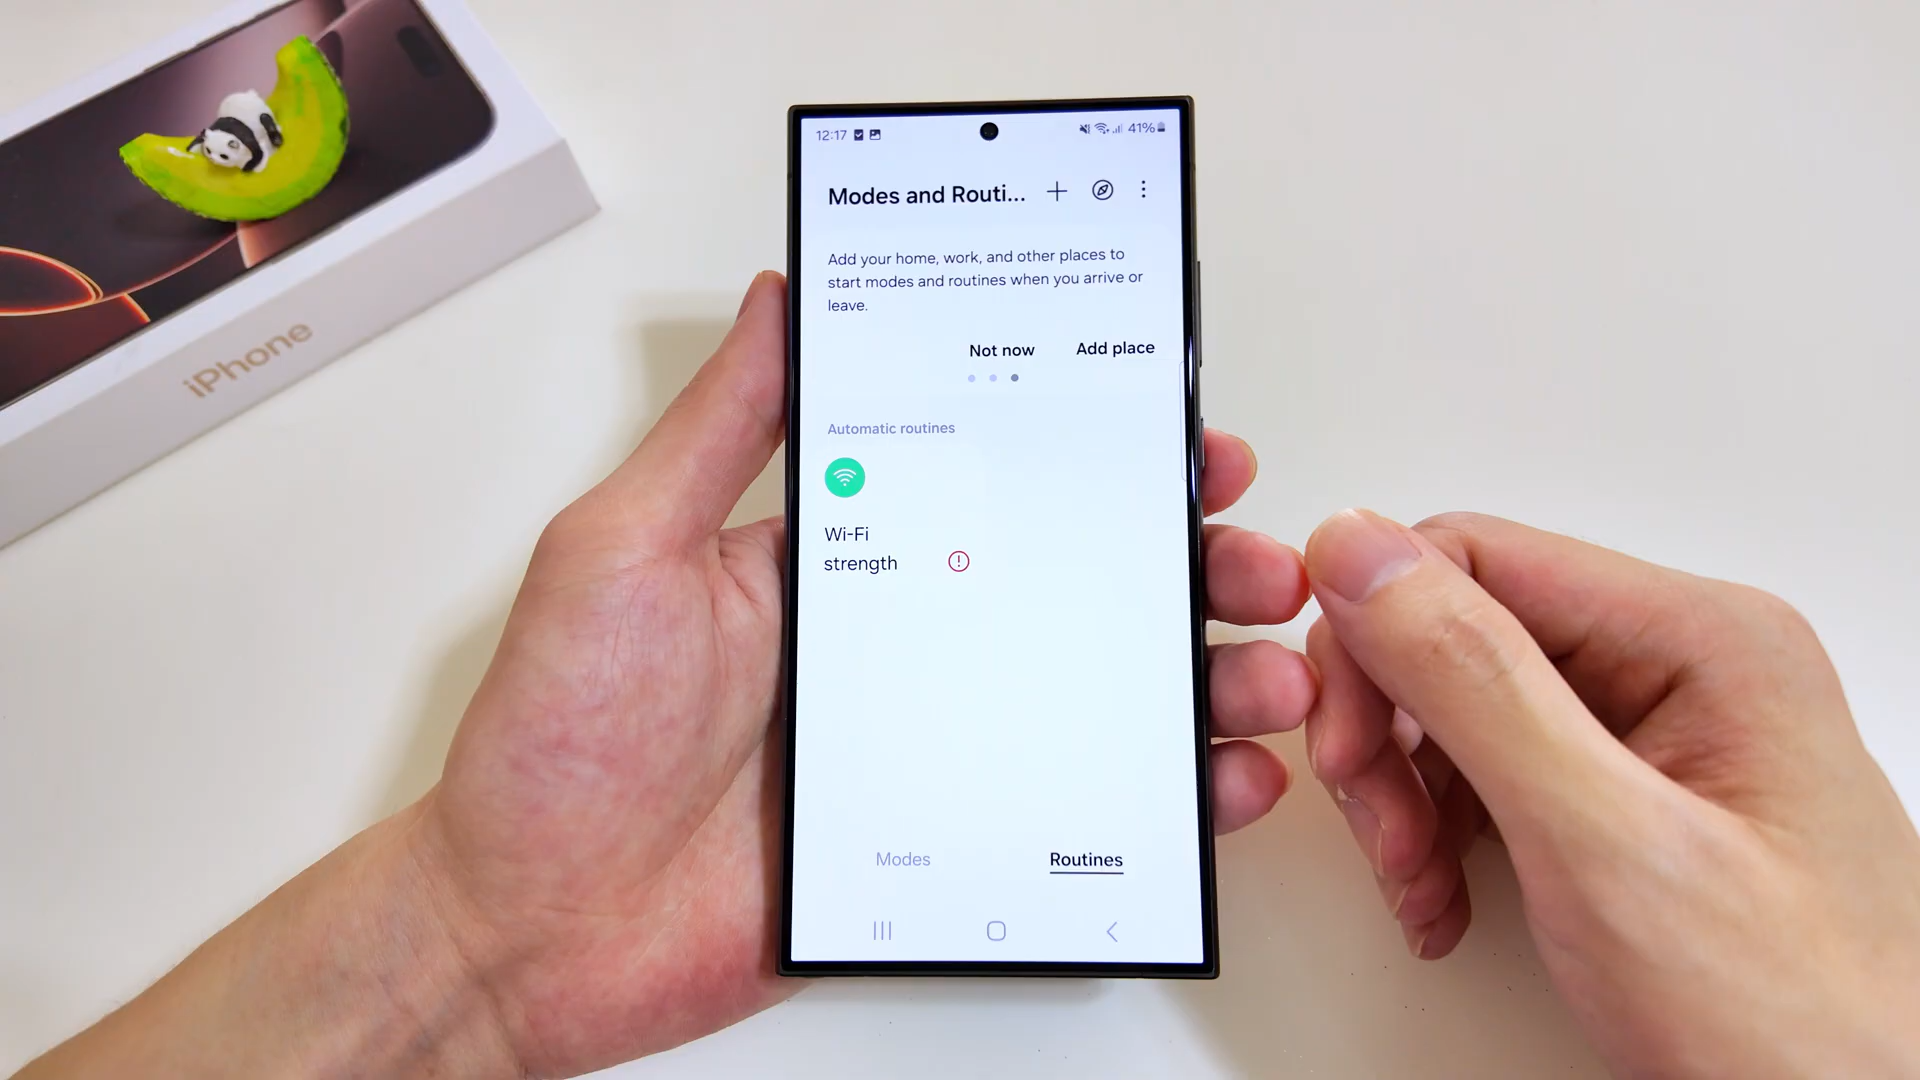 iPhone
12:17
41%
Modes and Routi...
Add your home, work, and other places to
start modes and routines when you arrive or
leave.
Not now
Add place
Automatic routines
Wi-Fi
strength
Modes
Routines